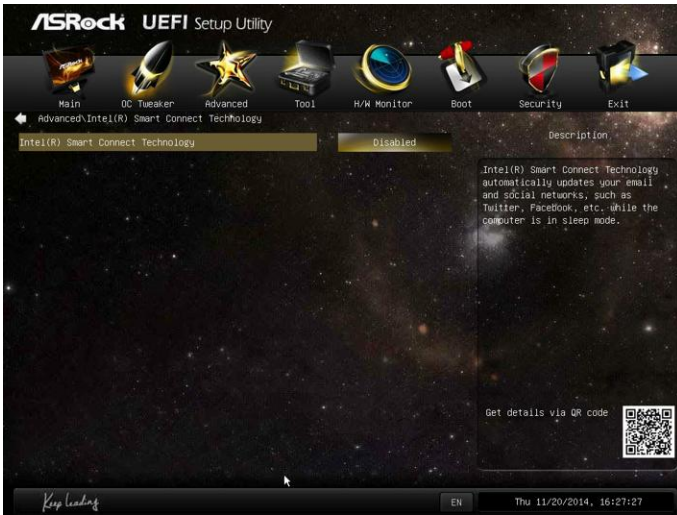 ASRock UEFI Setup Utility
Main OC Tweaker Advanced Tool H/W Monitor Boot Security Exit
Advanced\Intel(R) Smart Connect Technology
Description
Intel(R) Smart Connect Technology Disabled
Intel(R) Smart Connect Technology
automatically updates your email
and social networks, such as
Twitter, Facebook, etc. while the
computer is in sleep mode.
Get details via QR code
Keep Leading
EN
Thu 11/20/2014, 16:27:27